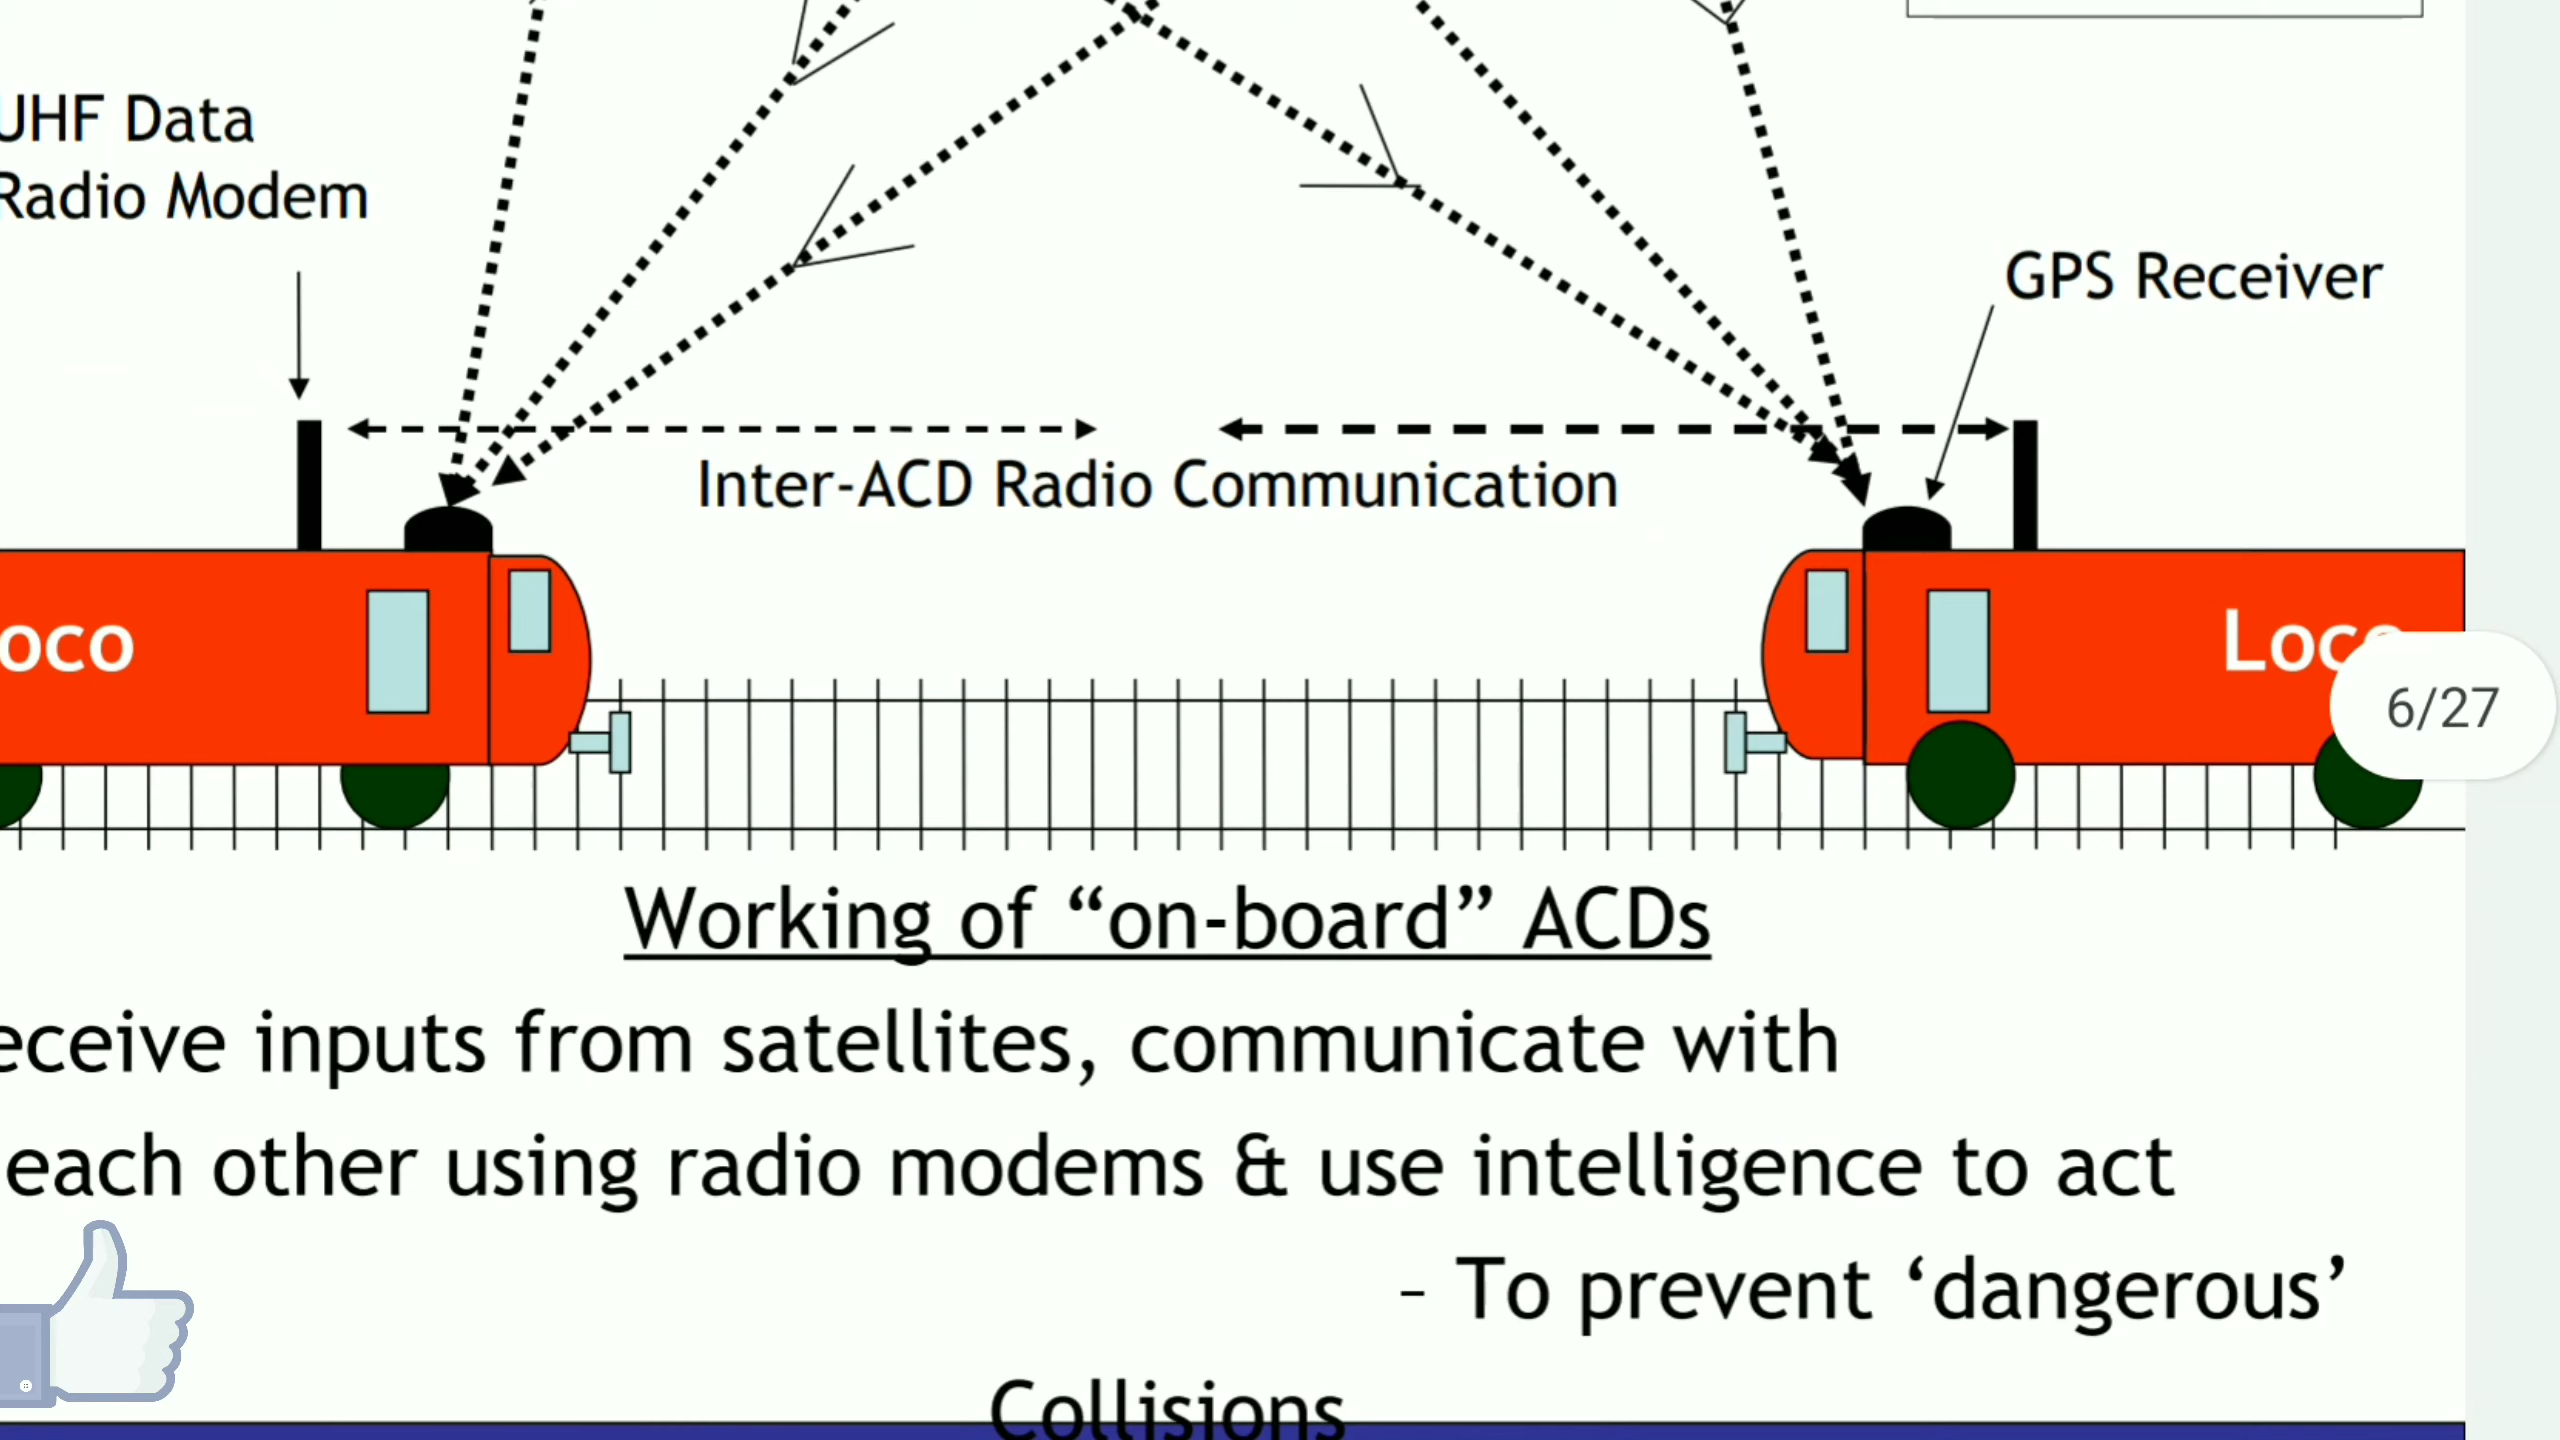 UHF Data
Radio Modem
GPS Receiver
Inter-ACD Radio Communication
oco
Loco
6/27
Working of “on-board” ACDs
eceive inputs from satellites, communicate with
each other using radio modems & use intelligence to act
– To prevent ‘dangerous’
Collisions